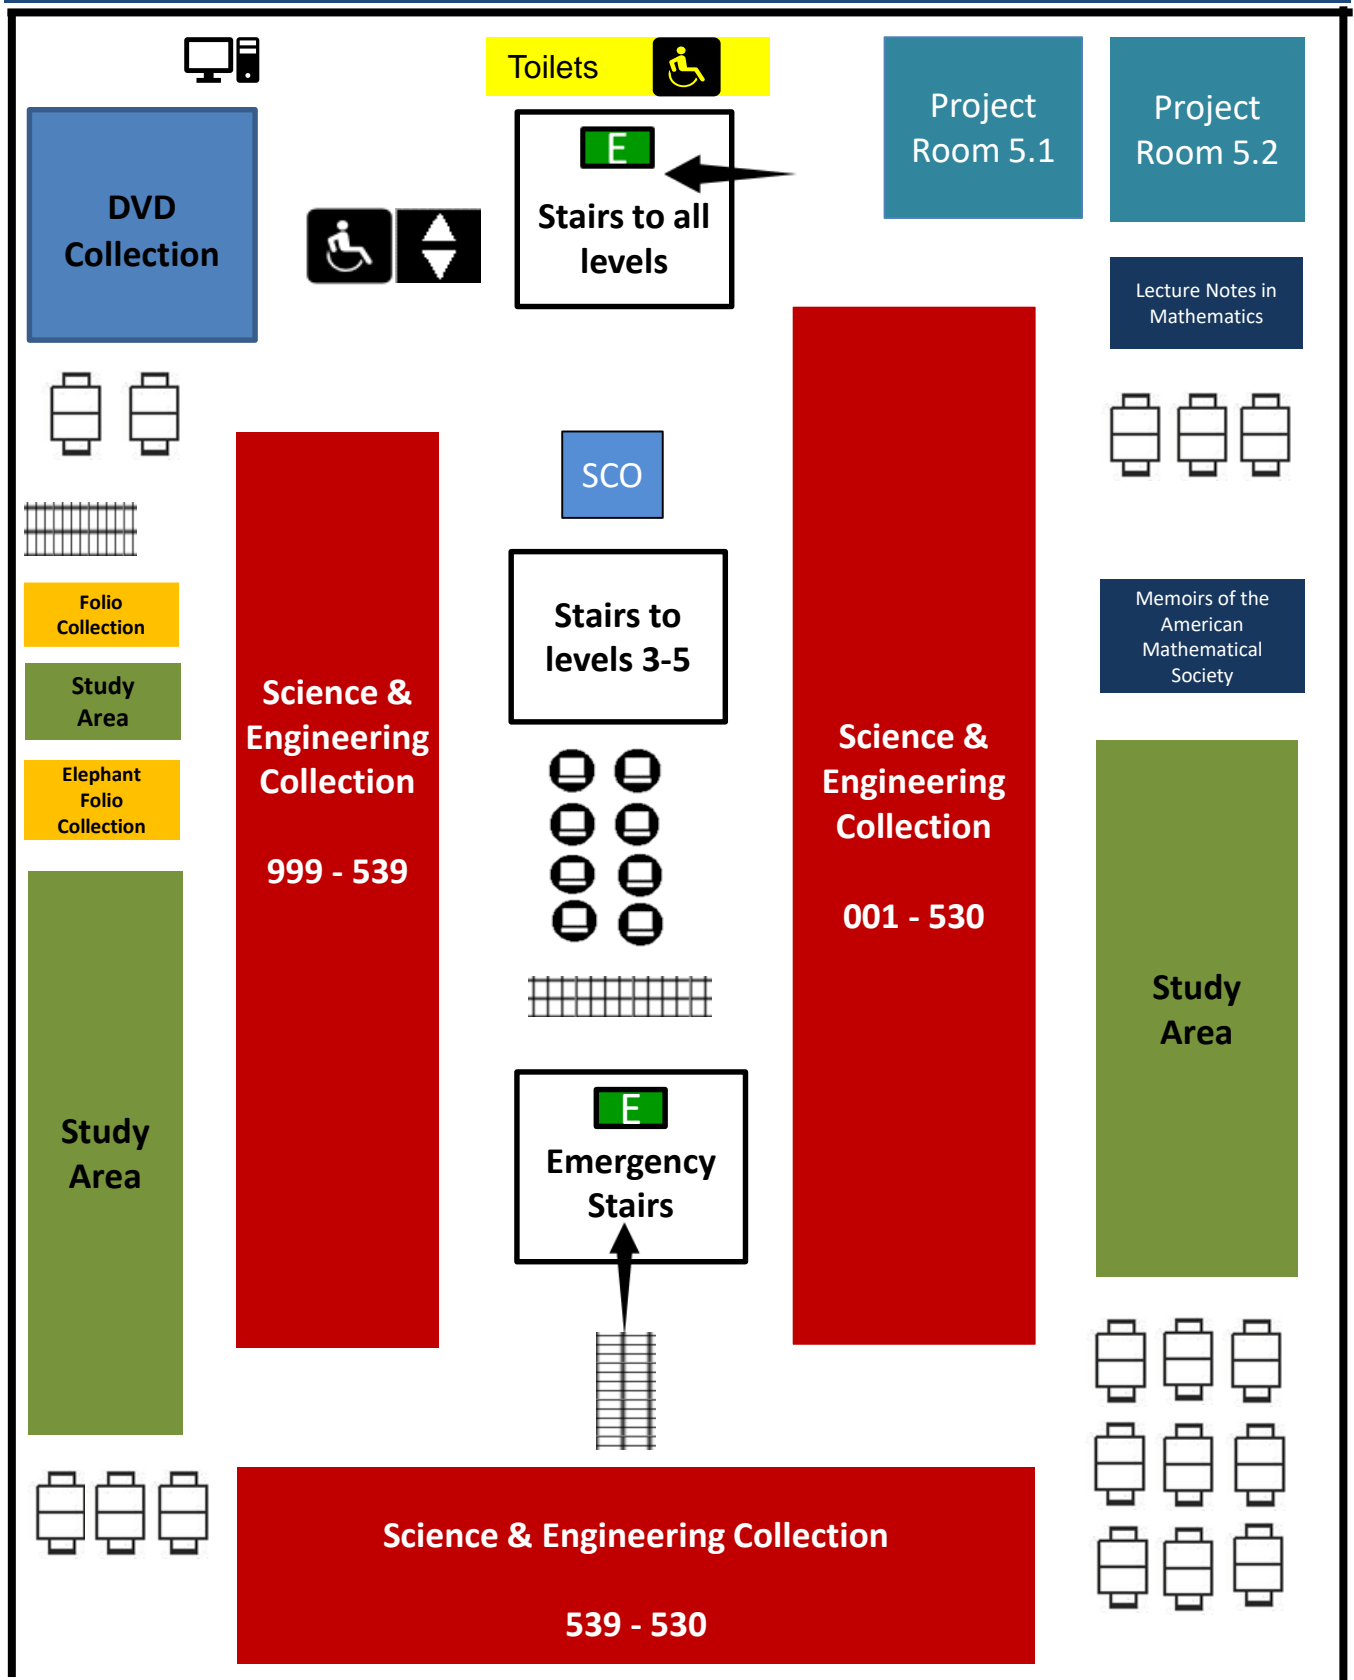 Toilets
Project
Room 5.1
Project
Room 5.2
E
Stairs to all
levels
DVD
Collection
Lecture Notes in
Mathematics
SCO
Folio
Collection
Stairs to
levels 3-5
Memoirs of the
American
Mathematical
Society
Study
Area
Science &
Engineering
Collection
999 - 539
Science &
Engineering
Collection
001 - 530
Elephant
Folio
Collection
Study
Area
Study
Area
E
Emergency
Stairs
Science & Engineering Collection
539 - 530